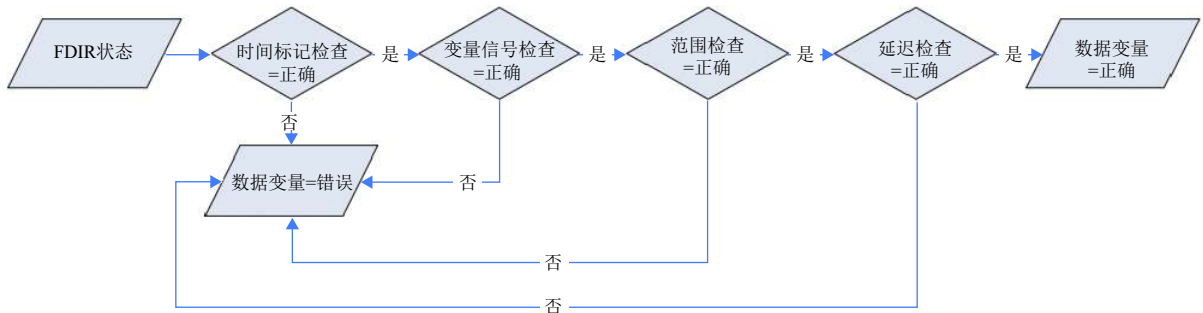 FDIR状态
时间标记检查
=正确
是
变量信号检查
=正确
是
范围检查
=正确
是
延迟检查
=正确
是
数据变量
=正确
否
数据变量=错误
否
否
否